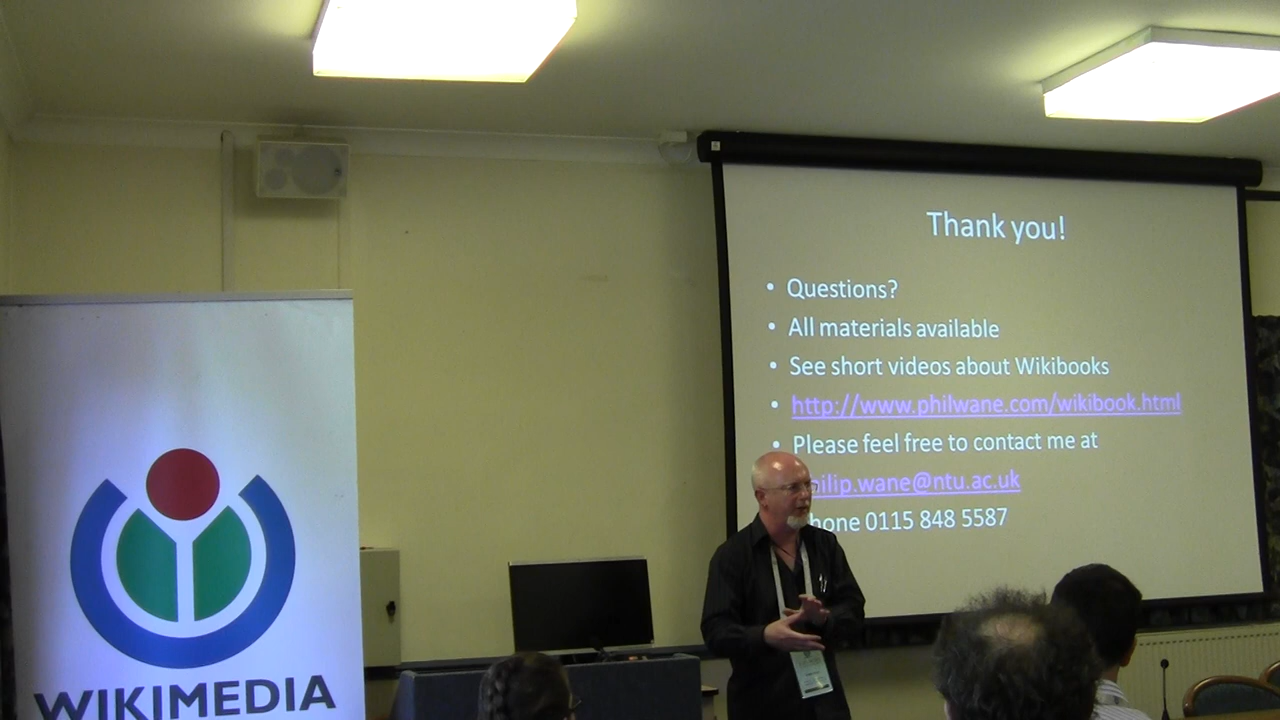 Thank you!
• Questions?
• All materials available
• See short videos about Wikibooks
• http://www.philwane.com/wikibook.html
• Please feel free to contact me at
ilip.wane@ntu.ac.uk
hone 0115 848 5587
WIKIMEDIA